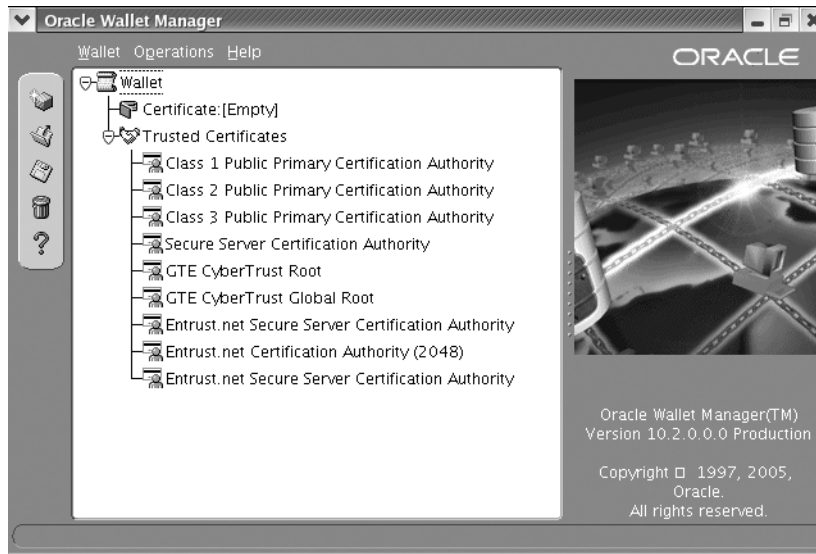 Oracle Wallet Manager
Wallet Operations Help
ORACLE
Wallet
Certificate:[Empty]
Trusted Certificates
Class 1 Public Primary Certification Authority
Class 2 Public Primary Certification Authority
Class 3 Public Primary Certification Authority
Secure Server Certification Authority
GTE CyberTrust Root
GTE CyberTrust Global Root
Entrust.net Secure Server Certification Authority
Entrust.net Certification Authority (2048)
Entrust.net Secure Server Certification Authority
Oracle Wallet Manager(TM)
Version 10.2.0.0.0 Production
Copyright □ 1997, 2005,
Oracle.
All rights reserved.